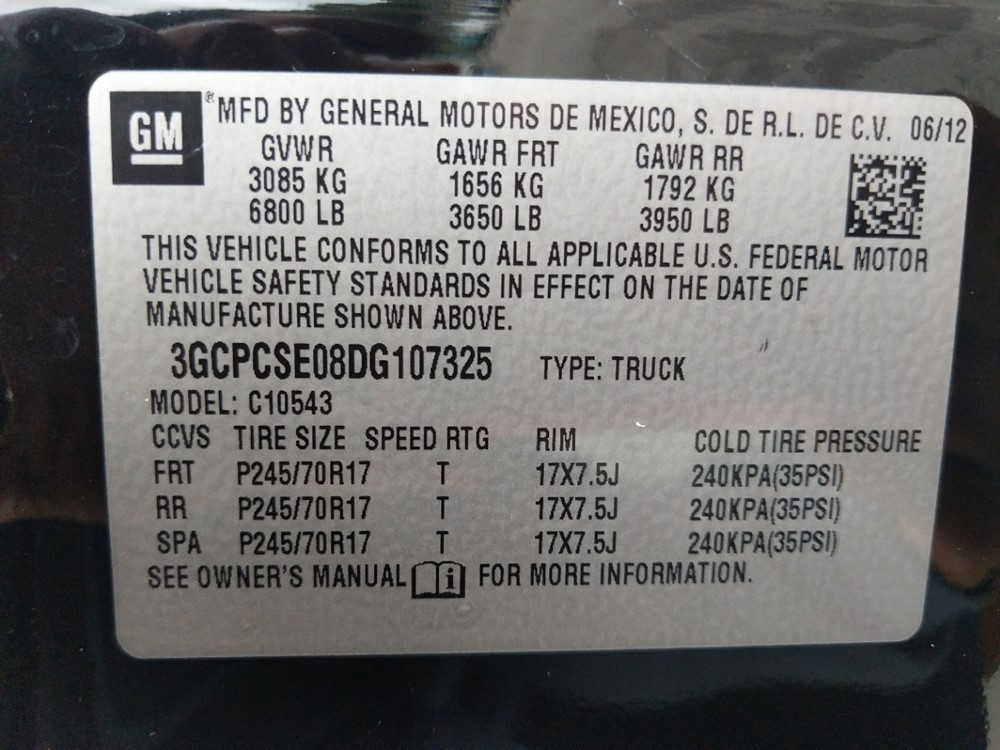 GM
® MFD BY GENERAL MOTORS DE MEXICO, S. DE R.L. DE C.V. 06/12
GVWR GAWR FRT GAWR RR
3085 KG 1656 KG 1792 KG
6800 LB 3650 LB 3950 LB
THIS VEHICLE CONFORMS TO ALL APPLICABLE U.S. FEDERAL MOTOR
VEHICLE SAFETY STANDARDS IN EFFECT ON THE DATE OF
MANUFACTURE SHOWN ABOVE.
3GCPCSE08DG107325 TYPE: TRUCK
MODEL: C10543
CCVS TIRE SIZE SPEED RTG RIM COLD TIRE PRESSURE
FRT P245/70R17 T 17X7.5J 240KPA(35PSI)
RR P245/70R17 T 17X7.5J 240KPA(35PSI)
SPA P245/70R17 T 17X7.5J 240KPA(35PSI)
SEE OWNER'S MANUAL i FOR MORE INFORMATION.